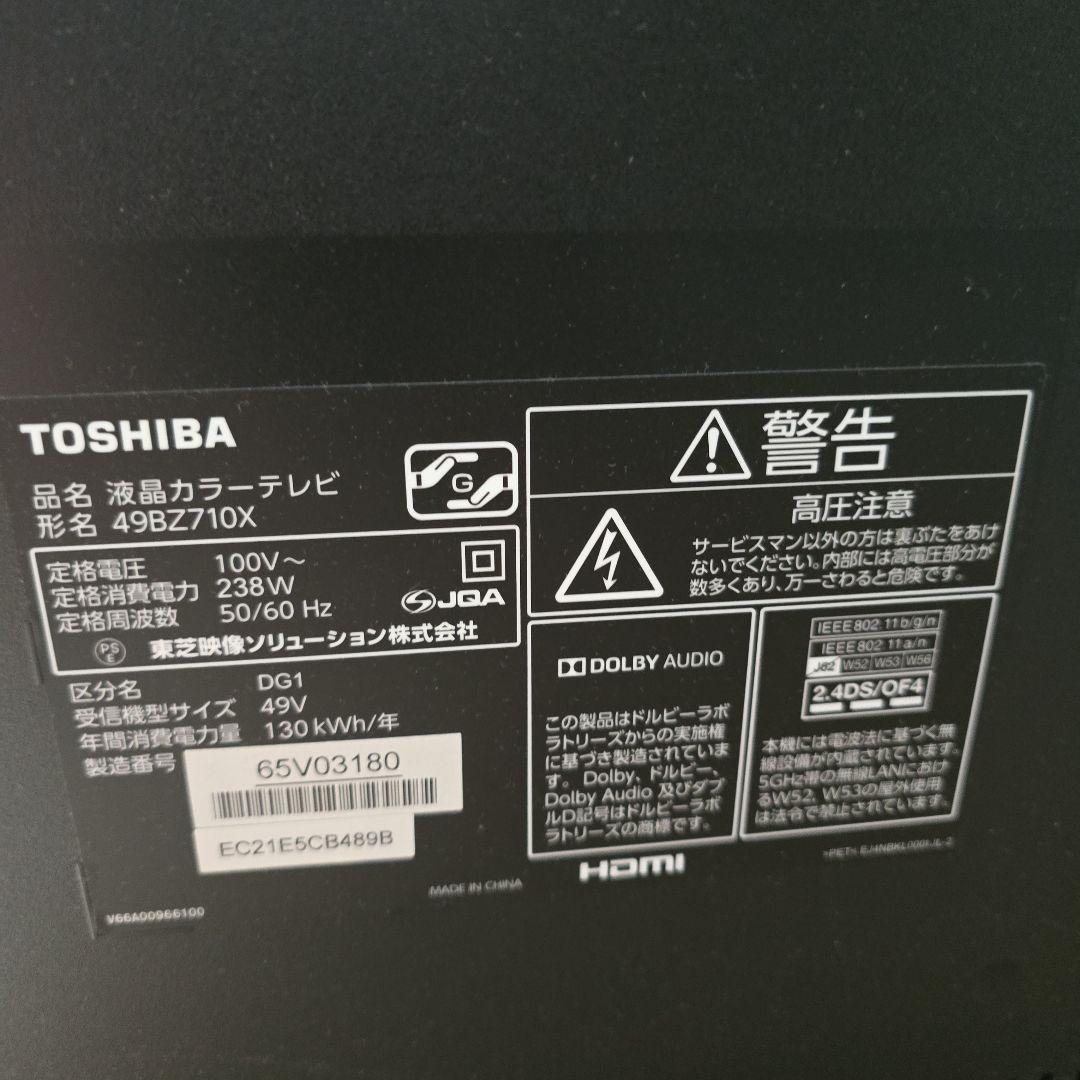 TOSHIBA
品名 液晶カラーテレビ
形名 49BZ710X
G
定格電圧 100V～
定格消費電力 238W
定格周波数 50/60 Hz
JQA
PS
E
東芝映像ソリューション株式会社
区分名 DG1
受信機型サイズ 49V
年間消費電力量 130 kWh/年
製造番号 65V03180
EC21E5CB489B
V66A00966100
MADE IN CHINA
警告
高圧注意
サービスマン以外の方は裏ぶたをあけ
ないでください。内部には高電圧部分が
数多くあり、万一さわると危険です。
DOLBY AUDIO
この製品はドルビーラボ
ラトリーズからの実施権
に基づき製造されていま
す。Dolby、ドルビー、
Dolby Audio 及びダブ
ルD記号はドルビーラボ
ラトリーズの商標です。
HDMI
IEEE802.11b/g/n
IEEE802.11a/n
J52 W52 W53 W56
2.4DS/OF4
本機には電波法に基づく無
線設備が内蔵されています。
5GHz帯の無線LANにおけ
るW52、W53の屋外使用
は法令で禁止されています。
>PET<